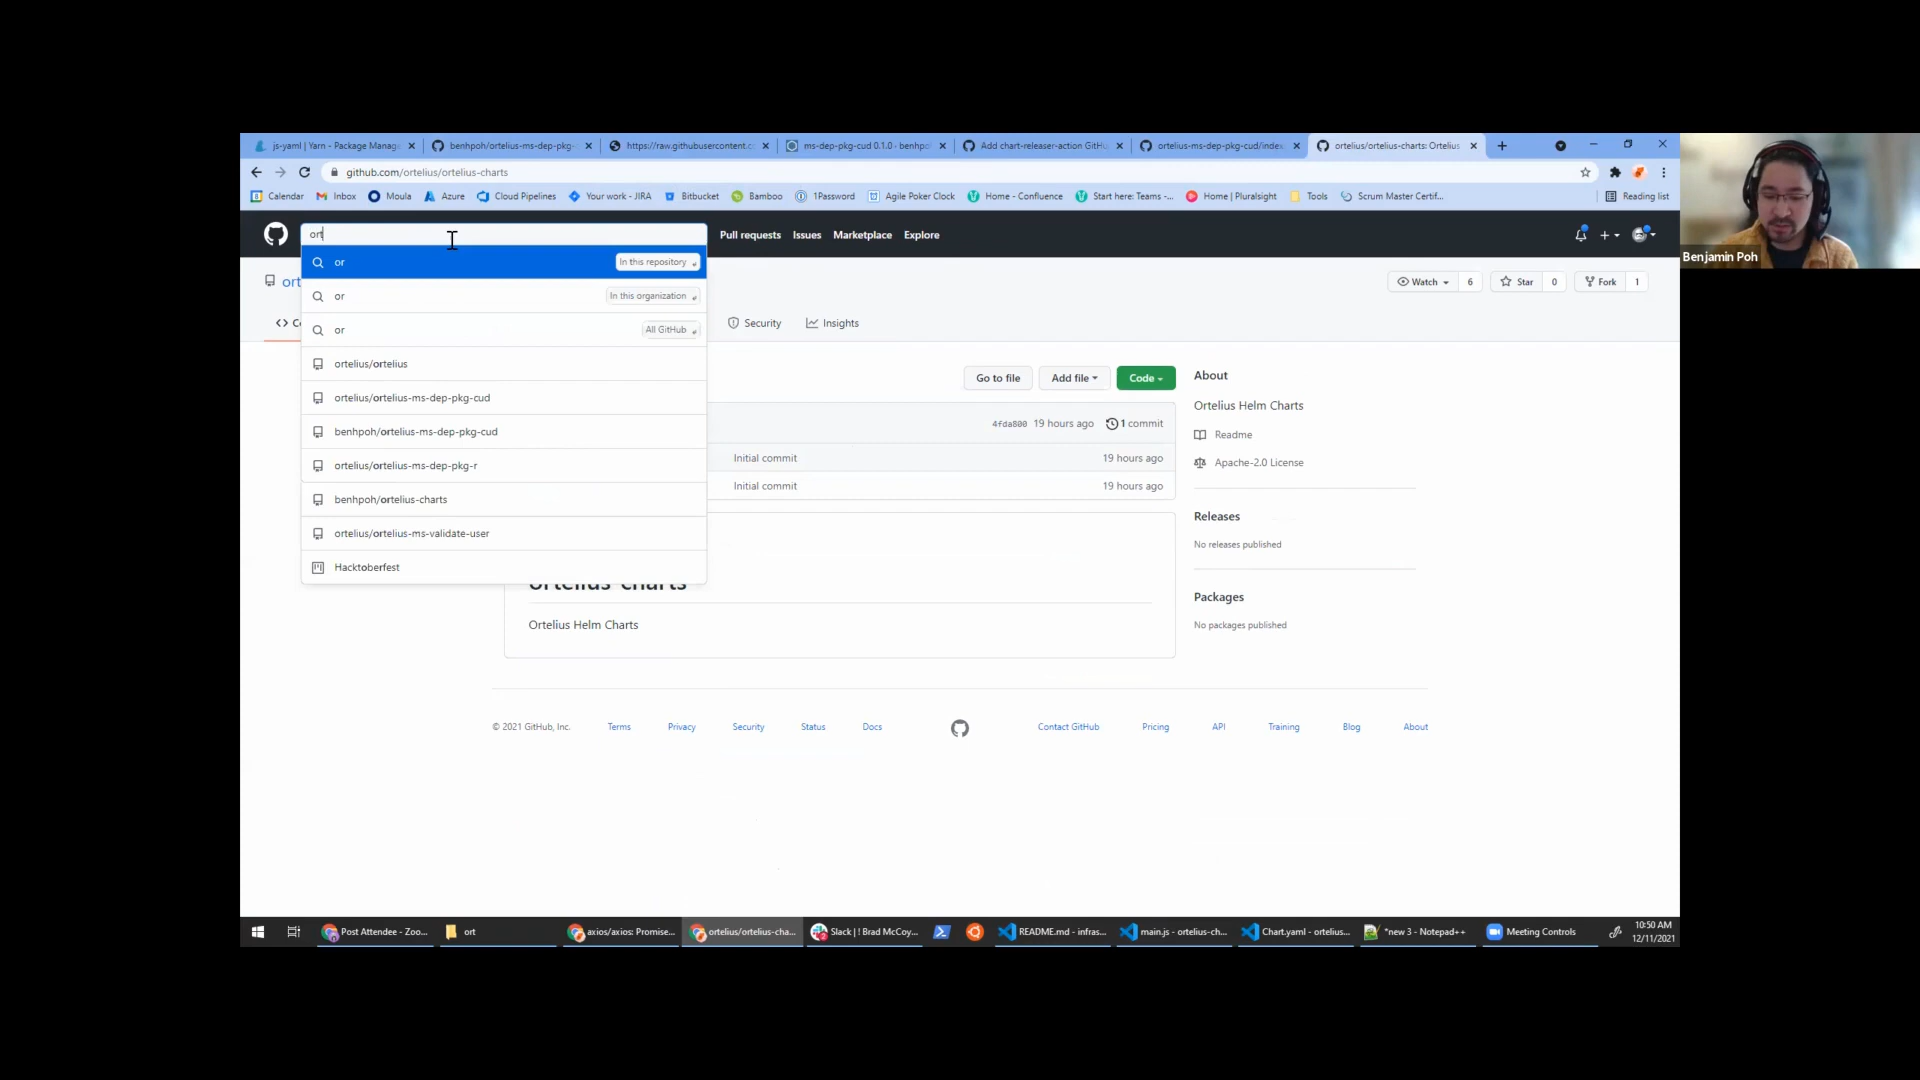 js-yaml | Yarn - Package Manag
benhpoh/ortelius-ms-dep-pkg-
https://raw.githubusercontent.c
ms-dep-pkg-cud 0.1.0 · benhpo
Add chart-releaser-action GitHu
ortelius-ms-dep-pkg-cud/index
ortelius/ortelius-charts: Ortelius
github.com/ortelius/ortelius-charts
Calendar
Inbox
Moula
Azure
Cloud Pipelines
Your work - JIRA
Bitbucket
Bamboo
1Password
Agile Poker Clock
Home - Confluence
Start here: Teams -...
Home | Pluralsight
Tools
Scrum Master Certif...
Reading list
ort
Pull requests
Issues
Marketplace
Explore
Benjamin Poh
or
In this repository
or
In this organization
or
All GitHub
ortelius/ortelius
ortelius/ortelius-ms-dep-pkg-cud
benhpoh/ortelius-ms-dep-pkg-cud
ortelius/ortelius-ms-dep-pkg-r
benhpoh/ortelius-charts
ortelius/ortelius-ms-validate-user
Hacktoberfest
ort
Watch
6
Star
0
Fork
1
<> C
Security
Insights
Go to file
Add file
Code
4fda800 19 hours ago
1 commit
Initial commit
19 hours ago
Initial commit
19 hours ago
ortelius-charts
Ortelius Helm Charts
About
Ortelius Helm Charts
Readme
Apache-2.0 License
Releases
No releases published
Packages
No packages published
© 2021 GitHub, Inc.
Terms
Privacy
Security
Status
Docs
Contact GitHub
Pricing
API
Training
Blog
About
Post Attendee - Zoo...
ort
axios/axios: Promise...
ortelius/ortelius-cha...
Slack | ! Brad McCoy...
README.md - infras...
main.js - ortelius-ch...
Chart.yaml - ortelius...
*new 3 - Notepad++
Meeting Controls
10:50 AM
12/11/2021